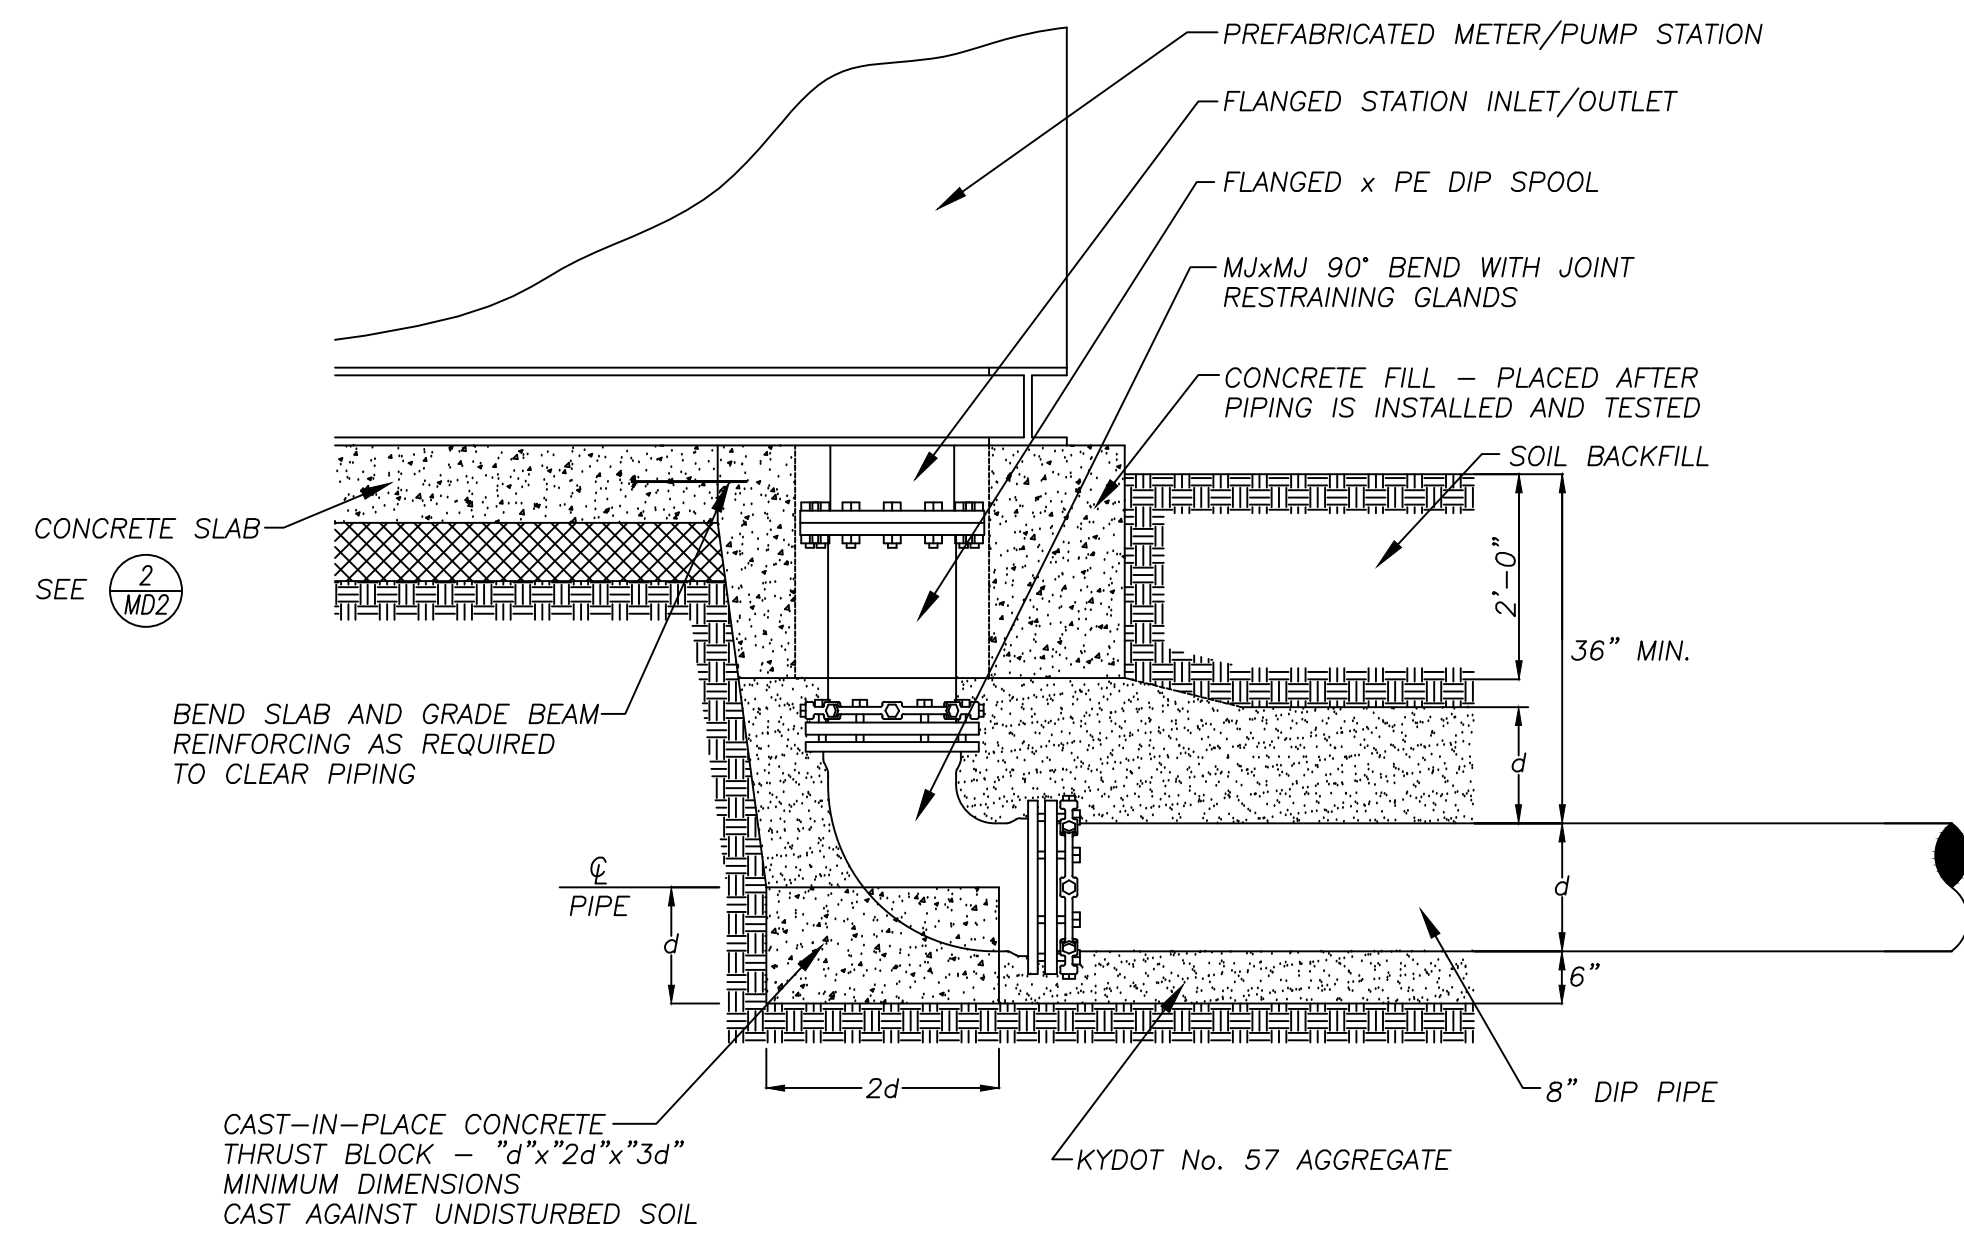 PREFABRICATED METER/PUMP STATION
FLANGED STATION INLET/OUTLET
FLANGED x PE DIP SPOOL
MJxMJ 90° BEND WITH JOINT
RESTRAINING GLANDS
CONCRETE FILL – PLACED AFTER
PIPING IS INSTALLED AND TESTED
SOIL BACKFILL
CONCRETE SLAB
SEE
2
MD2
2'-0"
36" MIN.
BEND SLAB AND GRADE BEAM
REINFORCING AS REQUIRED
TO CLEAR PIPING
d
℄
PIPE
d
d
6"
2d
8" DIP PIPE
CAST-IN-PLACE CONCRETE
THRUST BLOCK – "d"x"2d"x"3d"
MINIMUM DIMENSIONS
CAST AGAINST UNDISTURBED SOIL
KYDOT No. 57 AGGREGATE